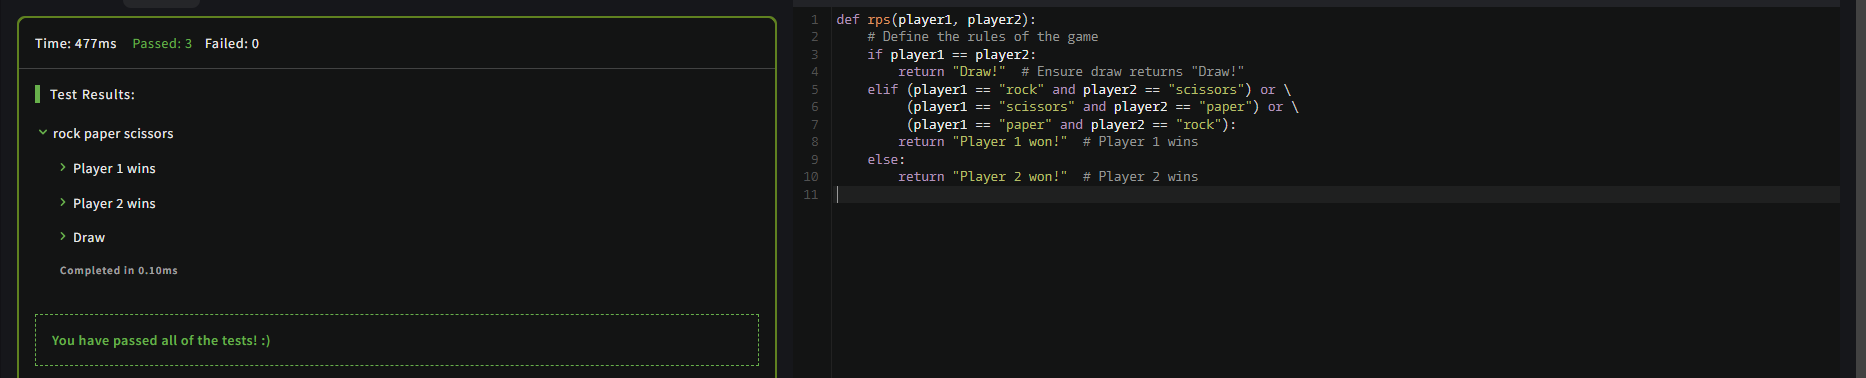 Time: 477ms Passed: 3 Failed: 0
Test Results:
rock paper scissors
Player 1 wins
Player 2 wins
Draw
Completed in 0.10ms
You have passed all of the tests! :)
1 def rps(player1, player2):
2     # Define the rules of the game
3     if player1 == player2:
4         return "Draw!"  # Ensure draw returns "Draw!"
5     elif (player1 == "rock" and player2 == "scissors") or \
6          (player1 == "scissors" and player2 == "paper") or \
7          (player1 == "paper" and player2 == "rock"):
8         return "Player 1 won!"  # Player 1 wins
9     else:
10         return "Player 2 won!"  # Player 2 wins
11